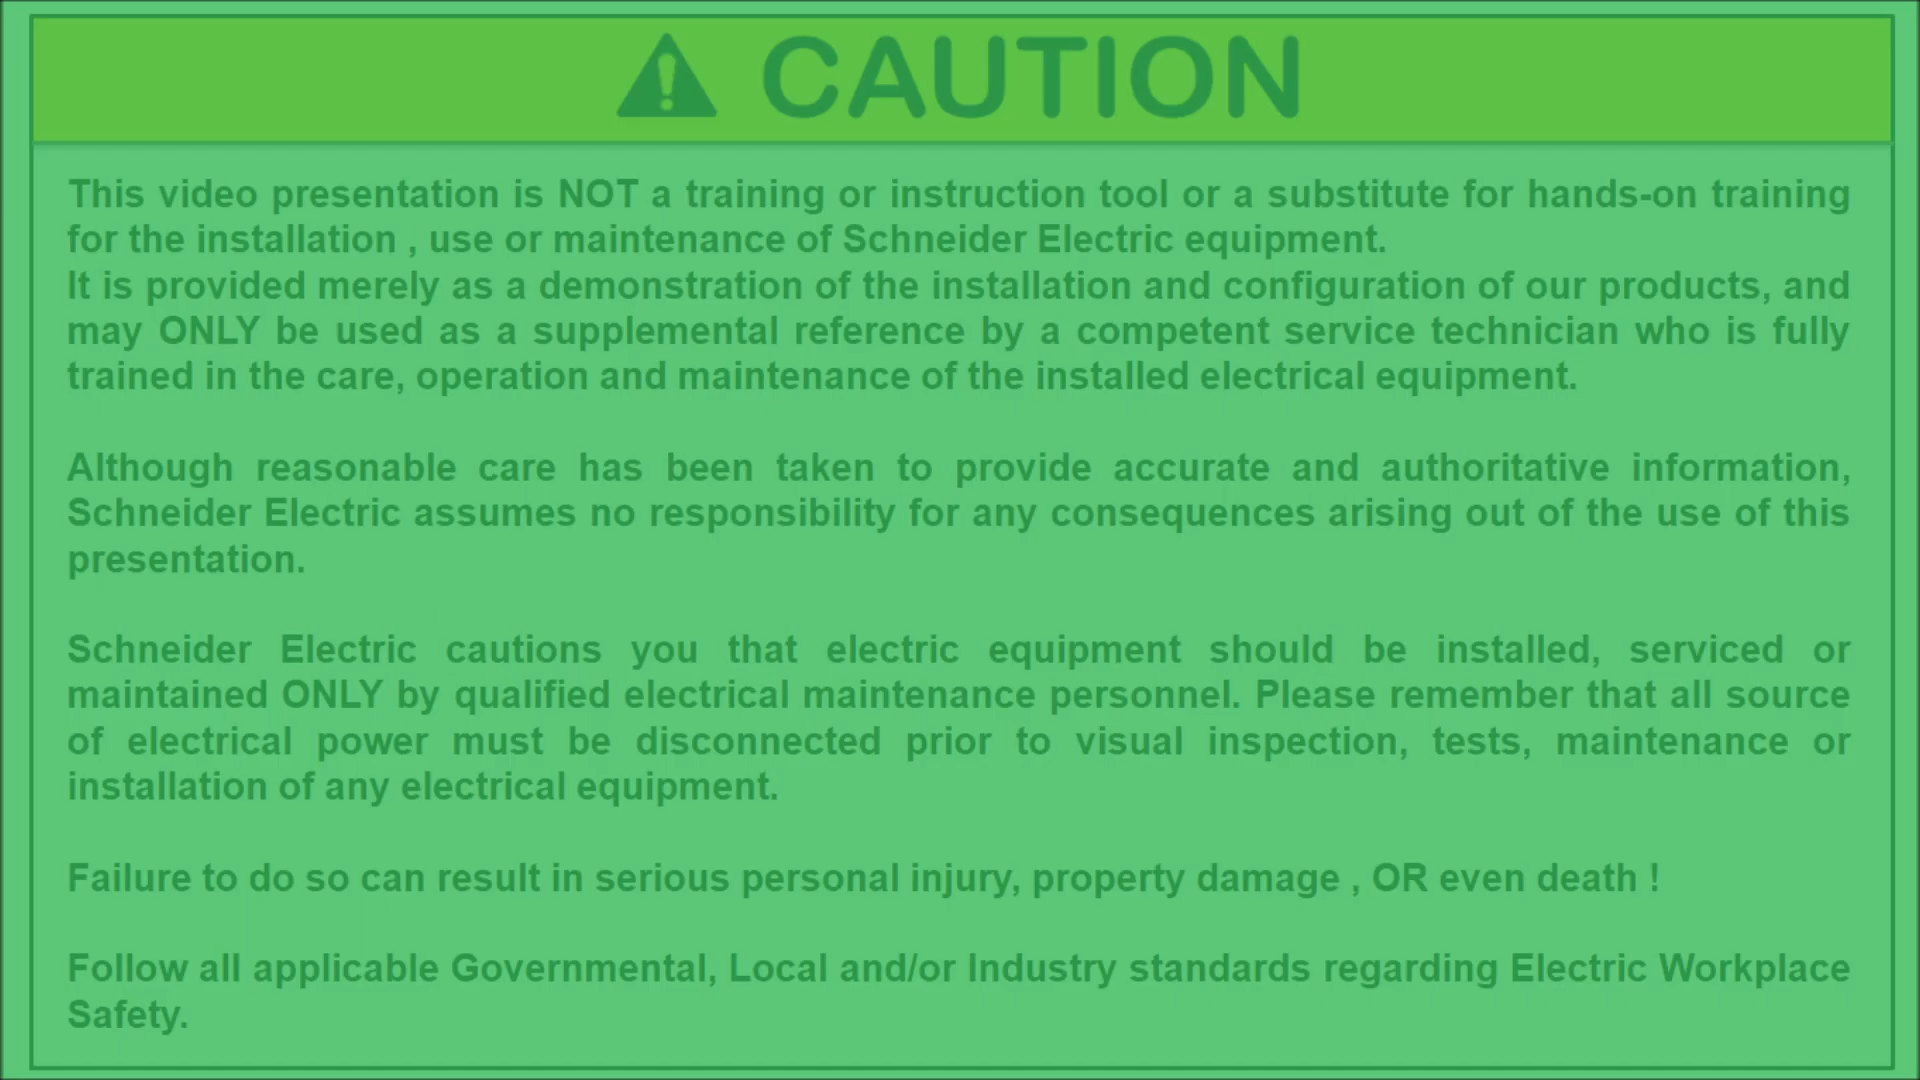 CAUTION
This video presentation is NOT a training or instruction tool or a substitute for hands-on training
for the installation , use or maintenance of Schneider Electric equipment.
It is provided merely as a demonstration of the installation and configuration of our products, and
may ONLY be used as a supplemental reference by a competent service technician who is fully
trained in the care, operation and maintenance of the installed electrical equipment.
Although reasonable care has been taken to provide accurate and authoritative information,
Schneider Electric assumes no responsibility for any consequences arising out of the use of this
presentation.
Schneider Electric cautions you that electric equipment should be installed, serviced or
maintained ONLY by qualified electrical maintenance personnel. Please remember that all source
of electrical power must be disconnected prior to visual inspection, tests, maintenance or
installation of any electrical equipment.
Failure to do so can result in serious personal injury, property damage , OR even death !
Follow all applicable Governmental, Local and/or Industry standards regarding Electric Workplace
Safety.